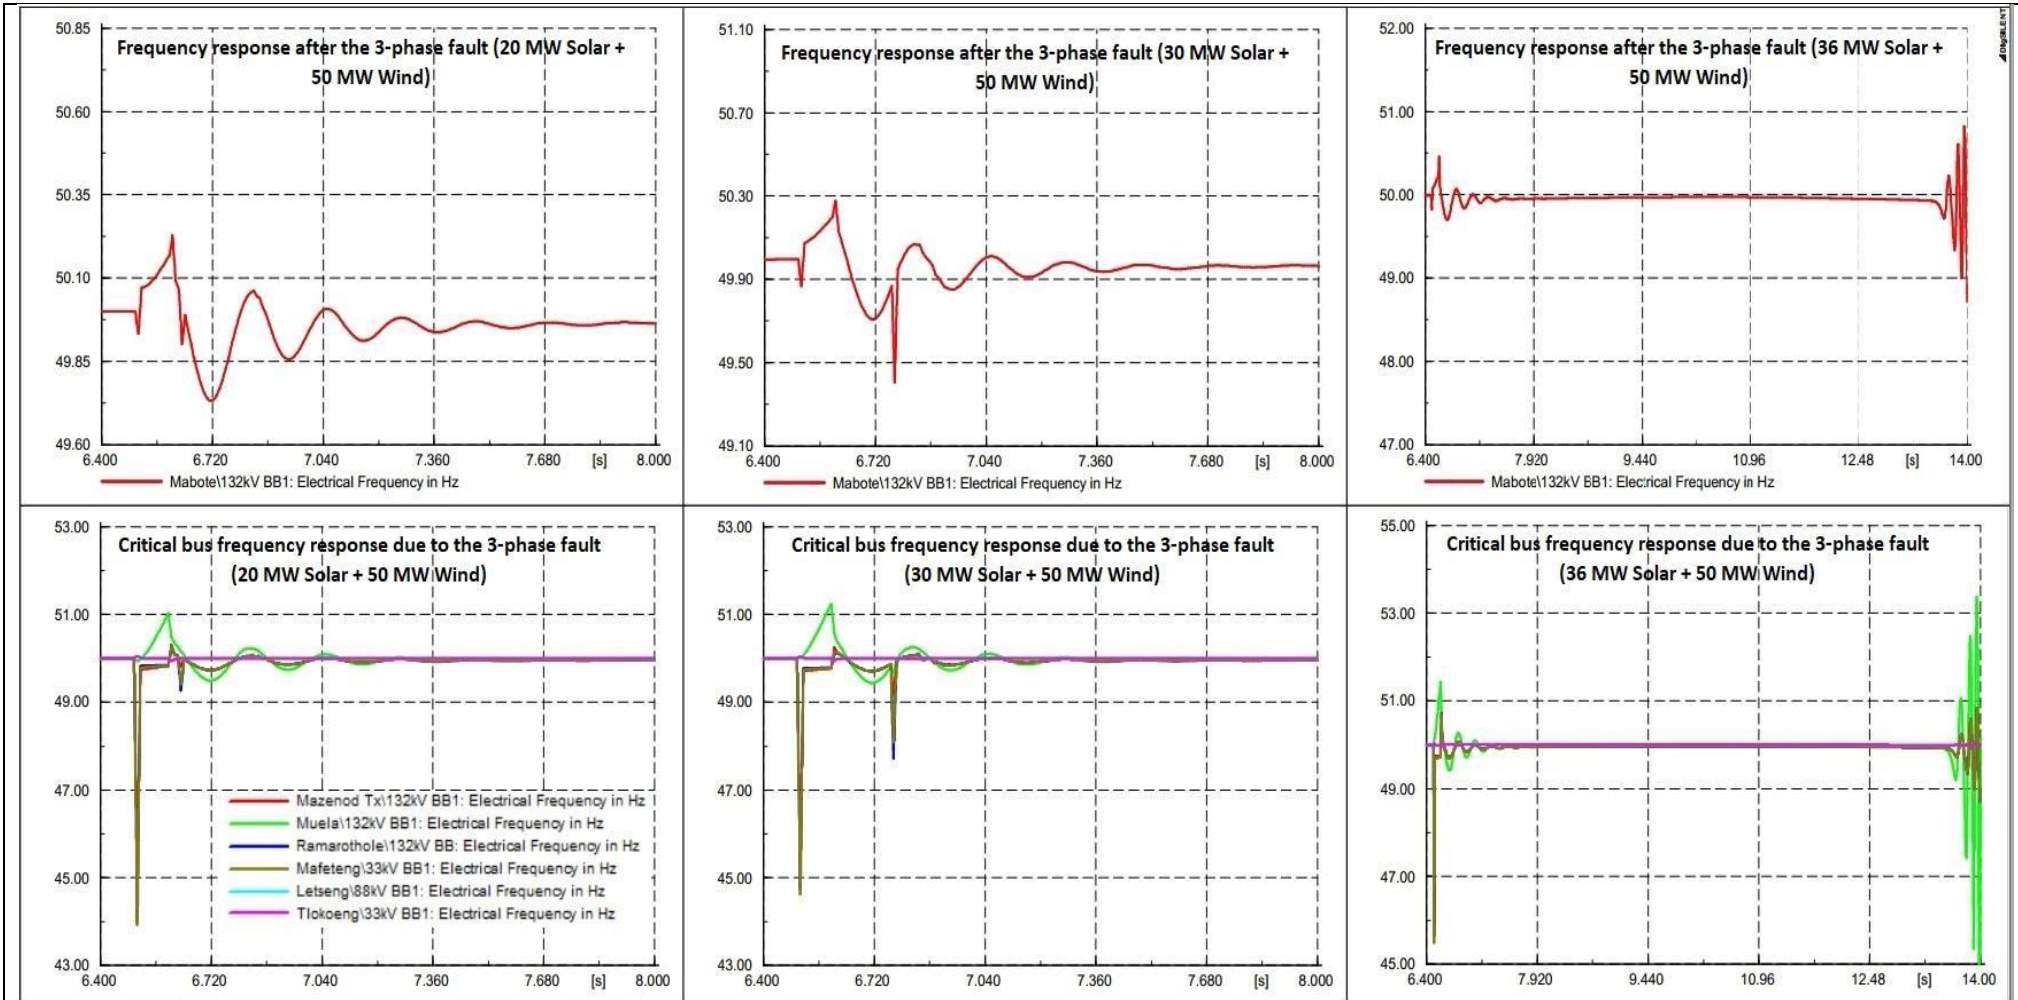 Frequency response after the 3-phase fault (20 MW Solar +
50 MW Wind)
50.85
50.60
50.35
50.10
49.85
49.60
6.400
6.720
7.040
7.360
7.680
[s]
8.000
Mabote\132kV BB1: Electrical Frequency in Hz
Frequency response after the 3-phase fault (30 MW Solar +
50 MW Wind)
51.10
50.70
50.30
49.90
49.50
49.10
6.400
6.720
7.040
7.360
7.680
[s]
8.000
Mabote\132kV BB1: Electrical Frequency in Hz
Frequency response after the 3-phase fault (36 MW Solar +
50 MW Wind)
DIgSILENT
52.00
51.00
50.00
49.00
48.00
47.00
6.400
7.920
9.440
10.96
12.48
[s]
14.00
Mabote\132kV BB1: Electrical Frequency in Hz
Critical bus frequency response due to the 3-phase fault
(20 MW Solar + 50 MW Wind)
53.00
51.00
49.00
47.00
45.00
43.00
Mazenod Tx\132kV BB1: Electrical Frequency in Hz
Muela\132kV BB1: Electrical Frequency in Hz
Ramarothole\132kV BB: Electrical Frequency in Hz
Mafeteng\33kV BB1: Electrical Frequency in Hz
Letseng\88kV BB1: Electrical Frequency in Hz
Tlokoeng\33kV BB1: Electrical Frequency in Hz
6.400
6.720
7.040
7.360
7.680
[s]
8.000
Critical bus frequency response due to the 3-phase fault
(30 MW Solar + 50 MW Wind)
53.00
51.00
49.00
47.00
45.00
43.00
6.400
6.720
7.040
7.360
7.680
[s]
8.000
Critical bus frequency response due to the 3-phase fault
(36 MW Solar + 50 MW Wind)
55.00
53.00
51.00
49.00
47.00
45.00
6.400
7.920
9.440
10.96
12.48
[s]
14.00